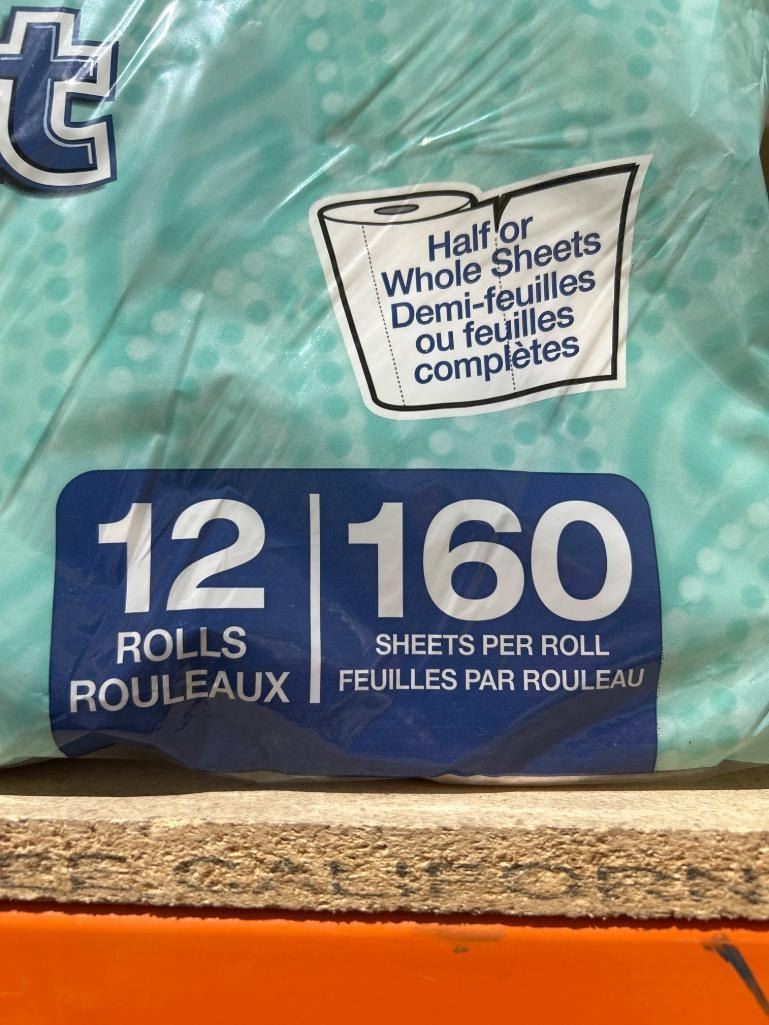 t
Half or
Whole Sheets
Demi-feuilles
ou feuilles
complètes
12
ROLLS
ROULEAUX
160
SHEETS PER ROLL
FEUILLES PAR ROULEAU